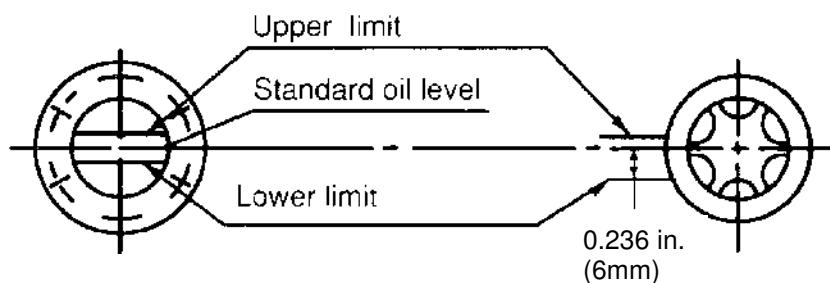 Upper limit
Standard oil level
Lower limit
0.236 in.
(6mm)